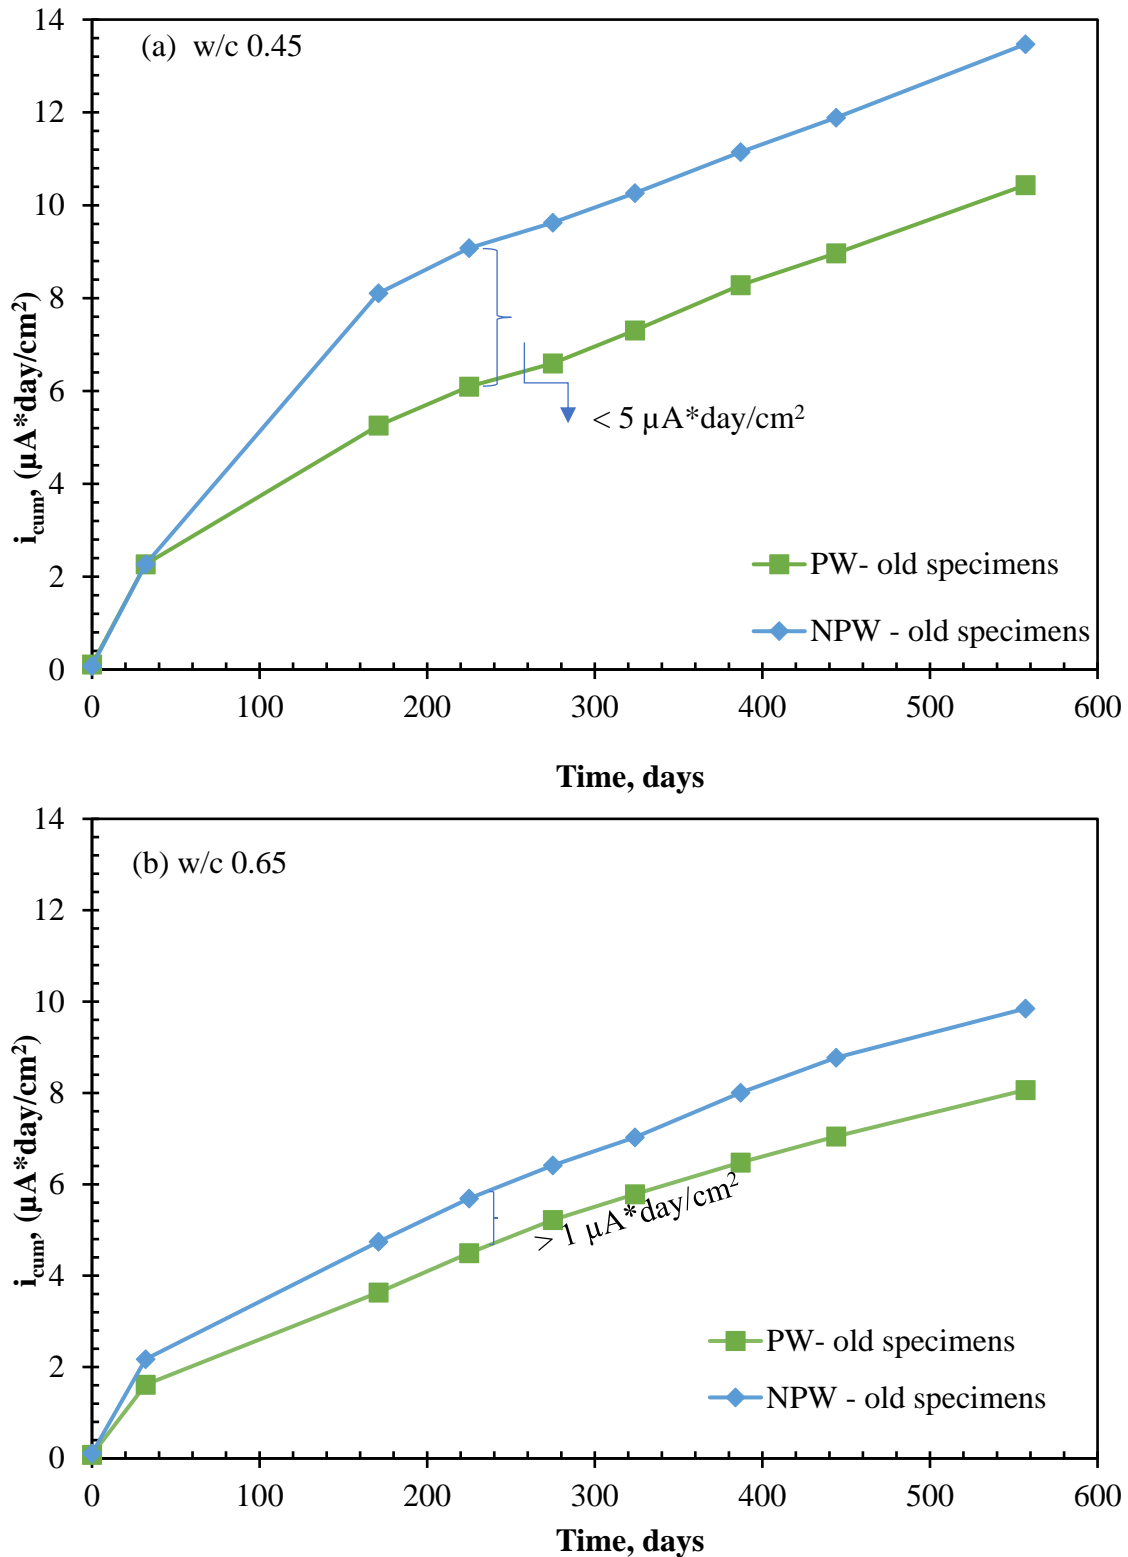 14
(a) w/c 0.45
12
10
8
6
4
2
0
i_cum, (µA*day/cm²)
< 5 µA*day/cm²
PW- old specimens
NPW - old specimens
0 100 200 300 400 500 600
Time, days
14
(b) w/c 0.65
12
10
8
6
4
2
0
i_cum, (µA*day/cm²)
> 1 µA*day/cm²
PW- old specimens
NPW - old specimens
0 100 200 300 400 500 600
Time, days